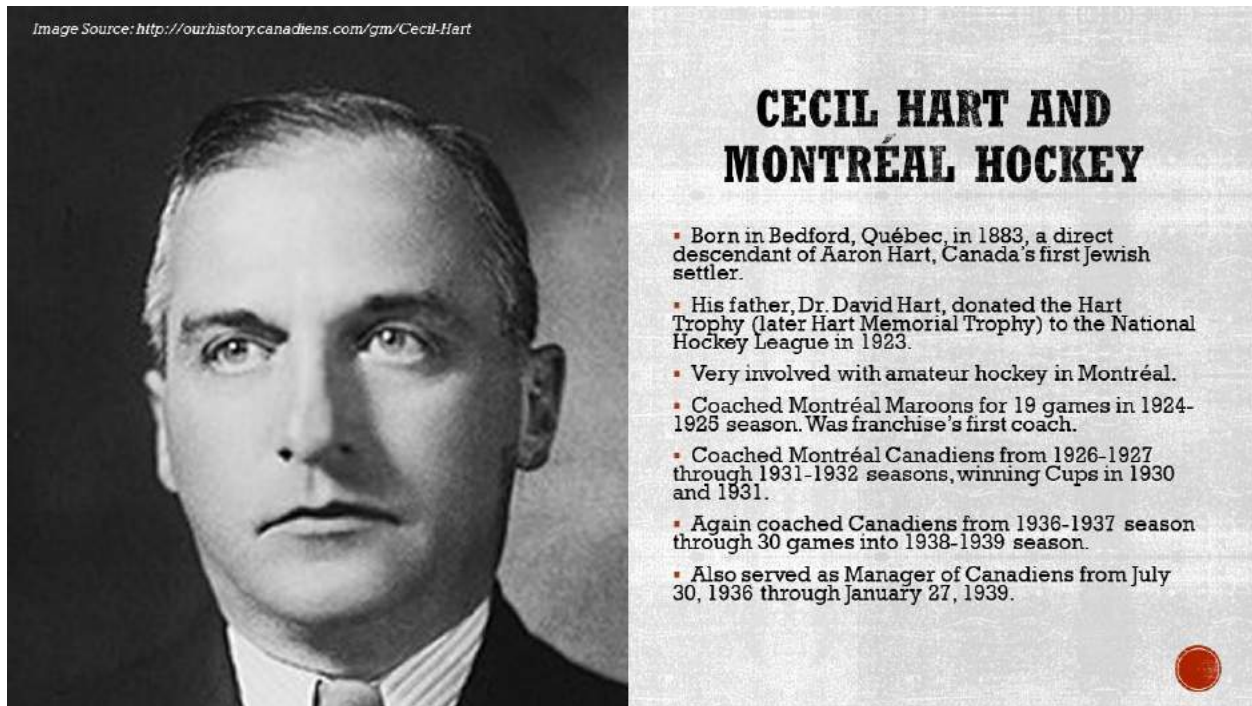 Image Source: http://ourhistory.canadiens.com/gm/Cecil-Hart
CECIL HART AND
MONTRÉAL HOCKEY
▪ Born in Bedford, Québec, in 1883, a direct
descendant of Aaron Hart, Canada's first Jewish
settler.
▪ His father, Dr. David Hart, donated the Hart
Trophy (later Hart Memorial Trophy) to the National
Hockey League in 1923.
▪ Very involved with amateur hockey in Montréal.
▪ Coached Montréal Maroons for 19 games in 1924-
1925 season. Was franchise's first coach.
▪ Coached Montréal Canadiens from 1926-1927
through 1931-1932 seasons, winning Cups in 1930
and 1931.
▪ Again coached Canadiens from 1936-1937 season
through 30 games into 1938-1939 season.
▪ Also served as Manager of Canadiens from July
30, 1936 through January 27, 1939.